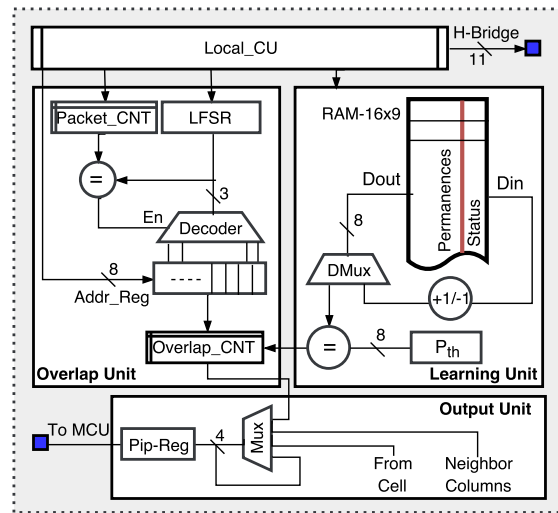 H-Bridge
Local_CU
11
Packet_CNT
LFSR
RAM-16x9
=
3
En
Decoder
8
Addr_Reg
----
Overlap_CNT
Overlap Unit
Permanences
Status
Dout
Din
8
DMux
+1/-1
=
8
Pth
Learning Unit
Output Unit
To MCU
Pip-Reg
4
Mux
From
Cell
Neighbor
Columns